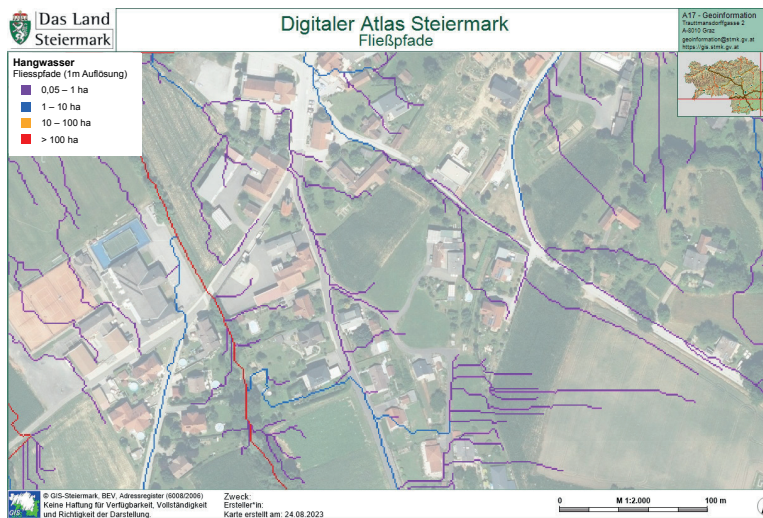 Das Land
Steiermark
Digitaler Atlas Steiermark
Fließpfade
A17 - Geoinformation
Trauttmansdorffgasse 2
A-8010 Graz
geoinformation@stmk.gv.at
https://gis.stmk.gv.at
Hangwasser
Fliesspfade (1m Auflösung)
0,05 – 1 ha
1 – 10 ha
10 – 100 ha
> 100 ha
GIS
© GIS-Steiermark, BEV, Adressregister (6008/2006)
Keine Haftung für Verfügbarkeit, Vollständigkeit
und Richtigkeit der Darstellung.
Zweck:
Ersteller*in:
Karte erstellt am: 24.08.2023
0 M 1:2.000 100 m